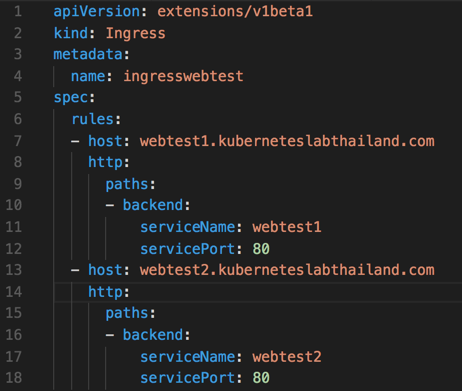 1 apiVersion: extensions/v1beta1
2 kind: Ingress
3 metadata:
4   name: ingresswebtest
5 spec:
6   rules:
7   - host: webtest1.kuberneteslabthailand.com
8     http:
9       paths:
10       - backend:
11           serviceName: webtest1
12           servicePort: 80
13   - host: webtest2.kuberneteslabthailand.com
14     http:
15       paths:
16       - backend:
17           serviceName: webtest2
18           servicePort: 80